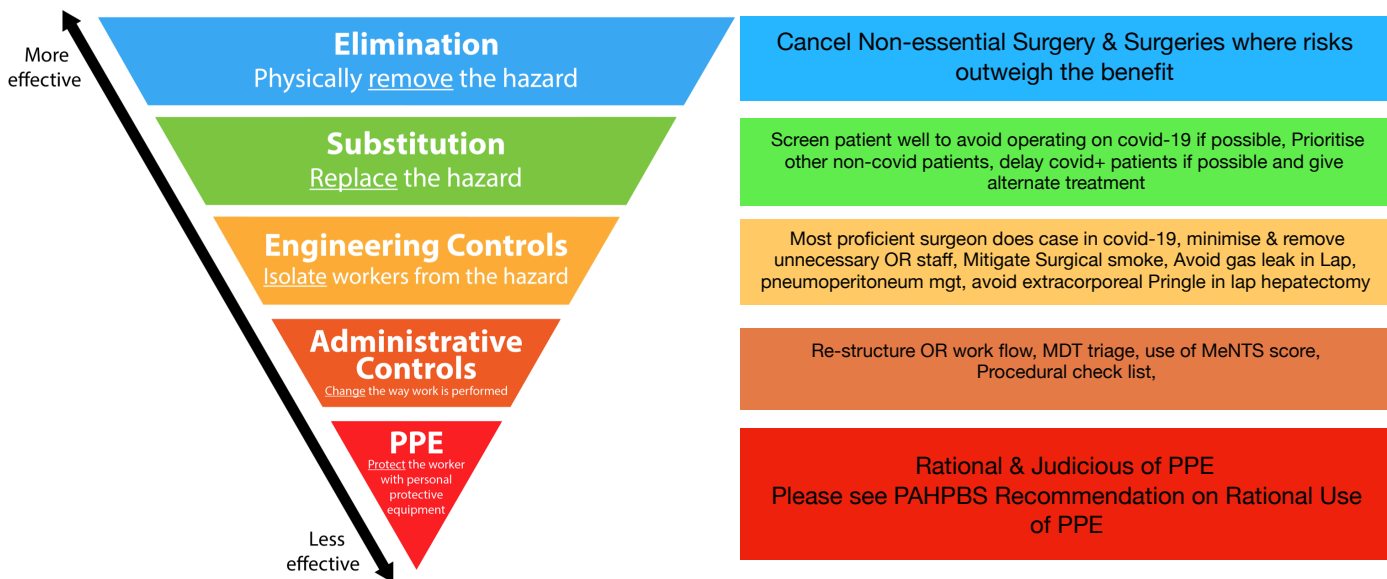 More
effective
Elimination
Physically remove the hazard
Cancel Non-essential Surgery & Surgeries where risks
outweigh the benefit
Substitution
Replace the hazard
Screen patient well to avoid operating on covid-19 if possible, Prioritise
other non-covid patients, delay covid+ patients if possible and give
alternate treatment
Engineering Controls
Isolate workers from the hazard
Most proficient surgeon does case in covid-19, minimise & remove
unnecessary OR staff, Mitigate Surgical smoke, Avoid gas leak in Lap,
pneumoperitoneum mgt, avoid extracorporeal Pringle in lap hepatectomy
Administrative
Controls
Change the way work is performed
Re-structure OR work flow, MDT triage, use of MeNTS score,
Procedural check list,
PPE
Protect the worker
with personal
protective
equipment
Rational & Judicious of PPE
Please see PAHPBS Recommendation on Rational Use
of PPE
Less
effective